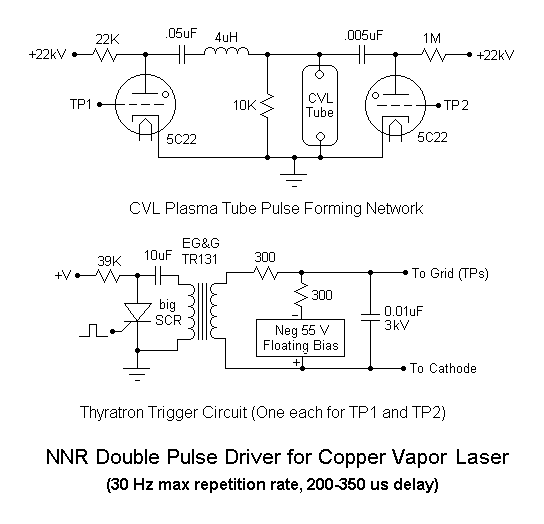 .05uF 4uH .005uF 1M
+22kV 22K +22kV
TP1 10K CVL Tube TP2
5C22 5C22
CVL Plasma Tube Pulse Forming Network
EG&G
TR131
+V 39K 10uF 300 To Grid (TPs)
big
SCR
300
–
Neg 55 V
Floating Bias
+
0.01uF
3kV
To Cathode
Thyratron Trigger Circuit (One each for TP1 and TP2)
NNR Double Pulse Driver for Copper Vapor Laser
(30 Hz max repetition rate, 200-350 us delay)